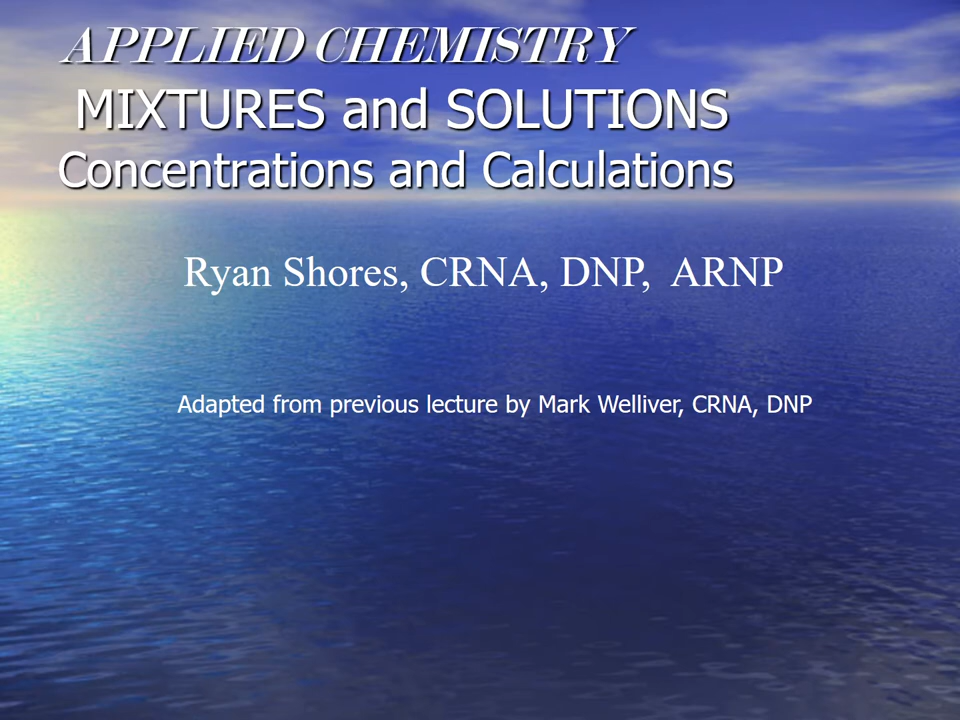 APPLIED CHEMISTRY
MIXTURES and SOLUTIONS
Concentrations and Calculations
Ryan Shores, CRNA, DNP, ARNP
Adapted from previous lecture by Mark Welliver, CRNA, DNP